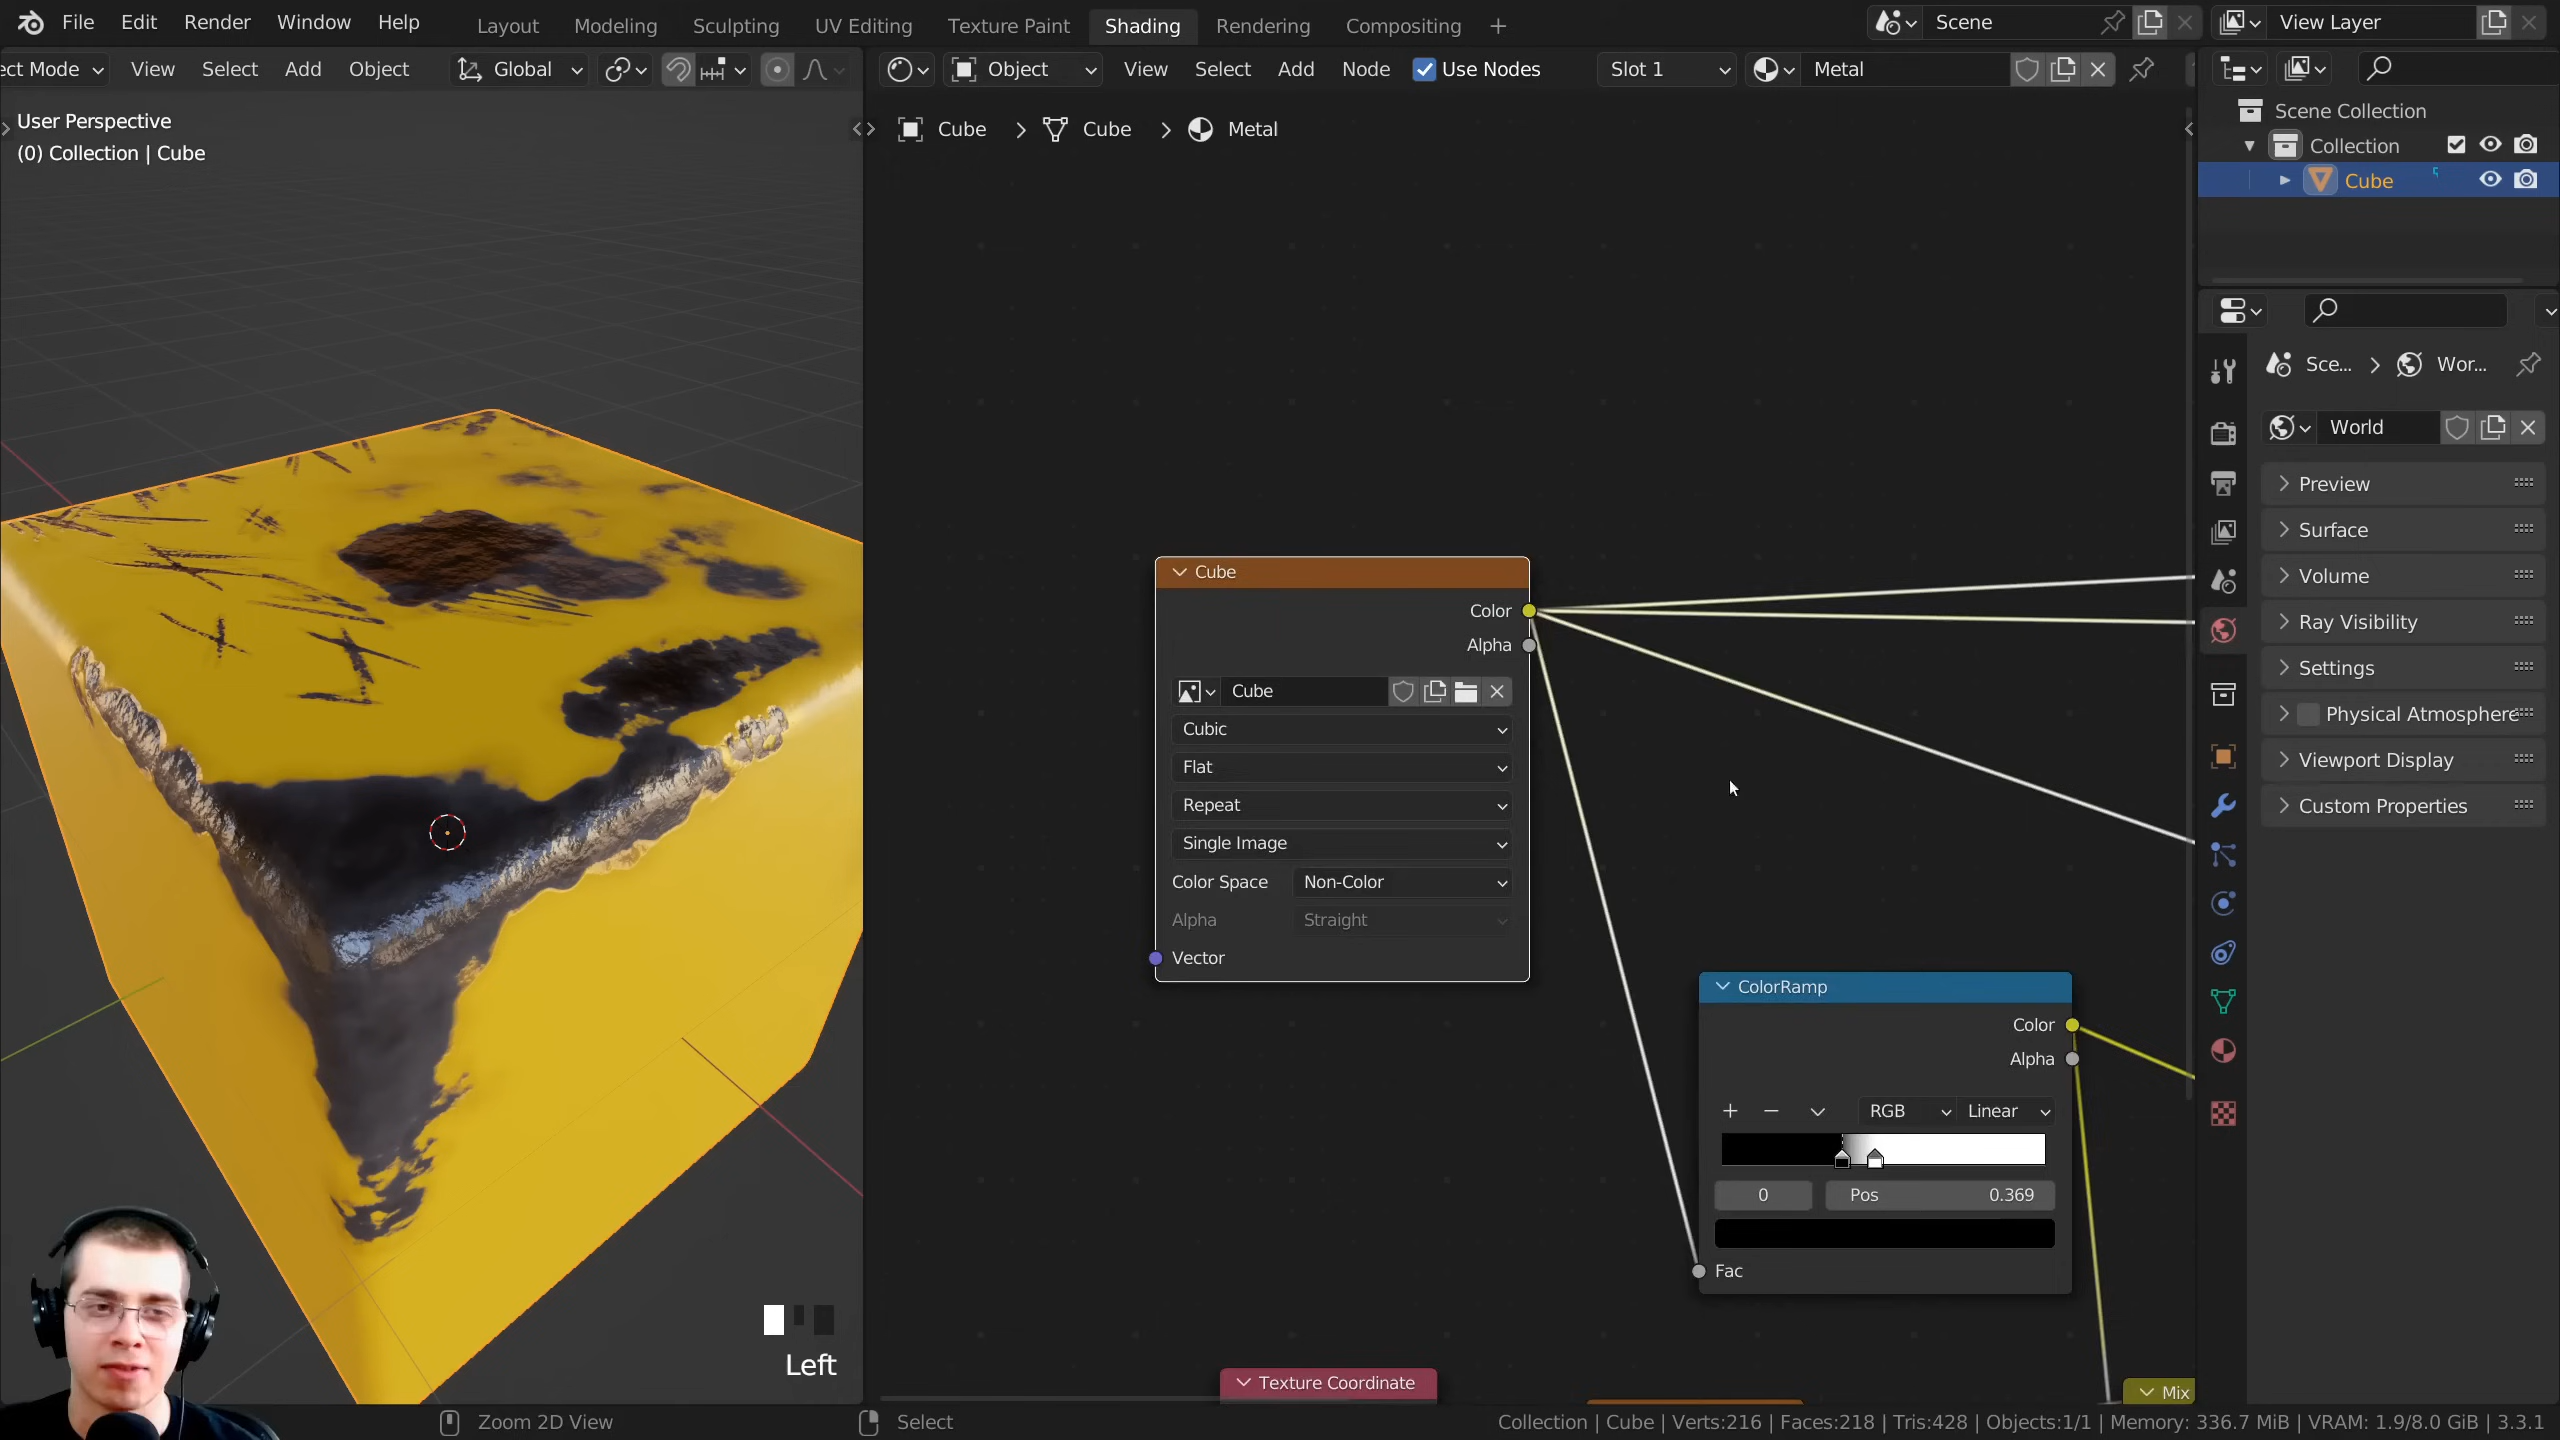 File Edit Render Window Help Layout Modeling Sculpting UV Editing Texture Paint Shading Rendering Compositing + Scene View Layer
ect Mode View Select Add Object Global Object View Select Add Node Use Nodes Slot 1 Metal
User Perspective
(0) Collection | Cube
Cube > Cube > Metal
Scene Collection
Collection
Cube
Sce... > Wor...
World
Preview
Surface
Volume
Ray Visibility
Settings
Physical Atmosphere
Viewport Display
Custom Properties
Cube
Color
Alpha
Cube
Cubic
Flat
Repeat
Single Image
Color Space Non-Color
Alpha Straight
Vector
ColorRamp
Color
Alpha
+ − RGB Linear
0 Pos 0.369
Fac
Texture Coordinate
Mix
Left
Zoom 2D View Select Collection | Cube | Verts:216 | Faces:218 | Tris:428 | Objects:1/1 | Memory: 336.7 MiB | VRAM: 1.9/8.0 GiB | 3.3.1